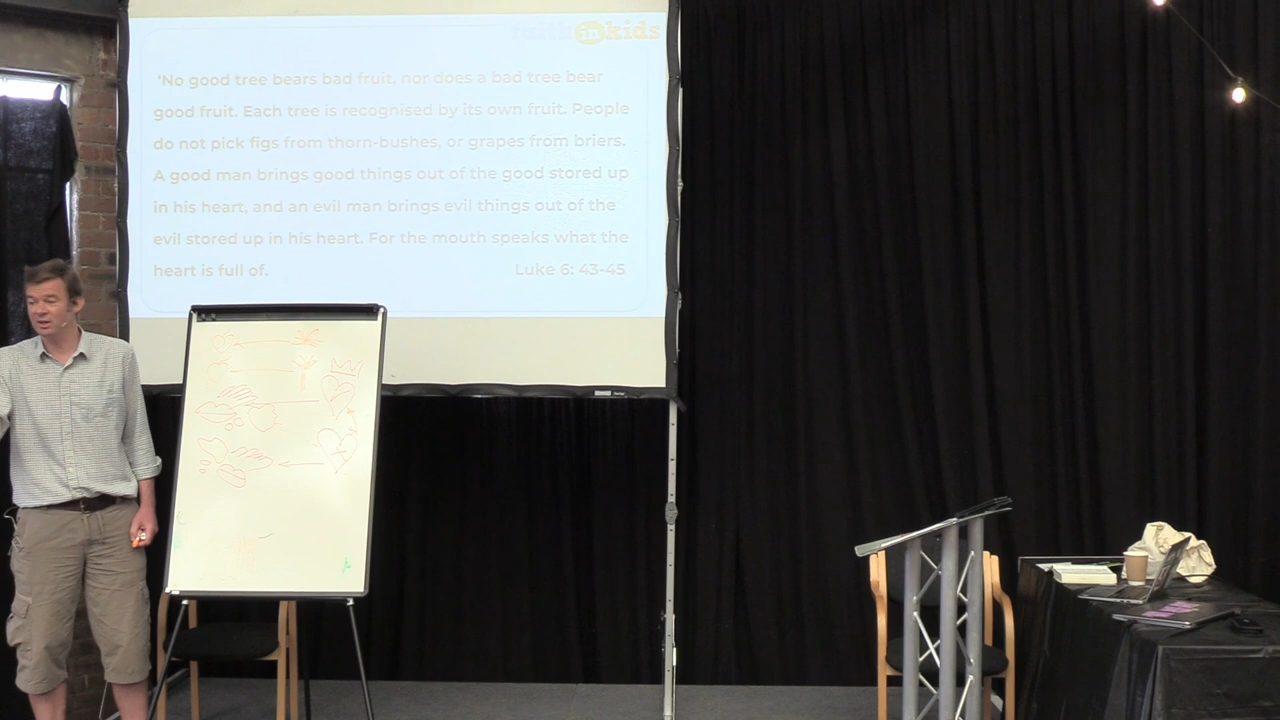 faith in kids
'No good tree bears bad fruit, nor does a bad tree bear
good fruit. Each tree is recognised by its own fruit. People
do not pick figs from thorn-bushes, or grapes from briers.
A good man brings good things out of the good stored up
in his heart, and an evil man brings evil things out of the
evil stored up in his heart. For the mouth speaks what the
heart is full of. Luke 6: 43-45